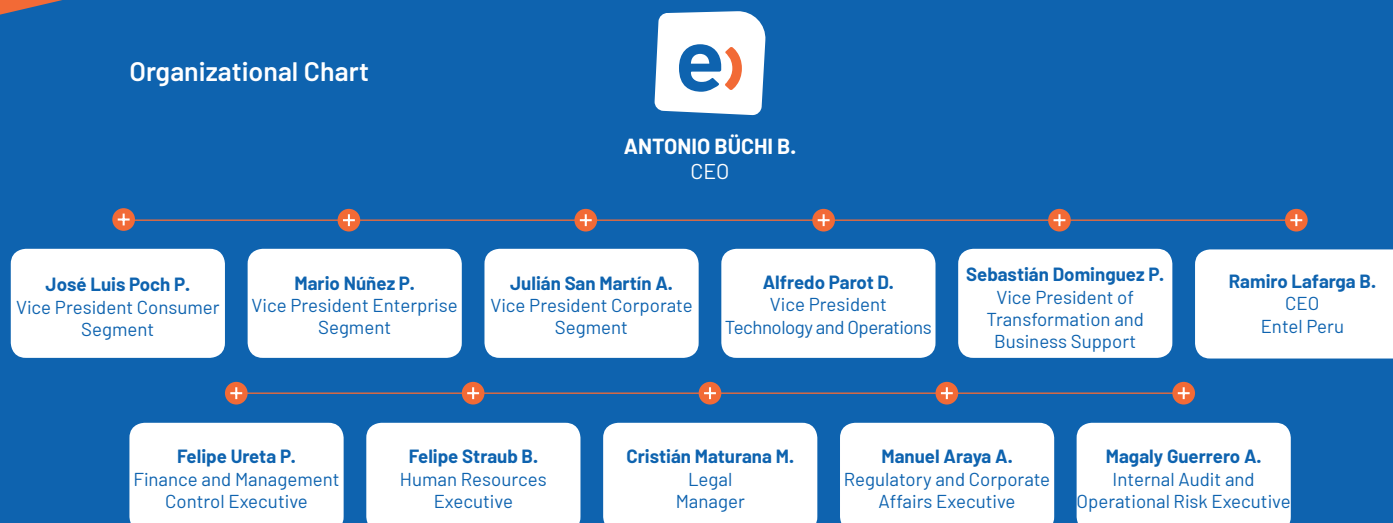 Organizational Chart
e)
ANTONIO BÜCHI B.
CEO
José Luis Poch P.
Vice President Consumer
Segment
Mario Núñez P.
Vice President Enterprise
Segment
Julián San Martín A.
Vice President Corporate
Segment
Alfredo Parot D.
Vice President
Technology and Operations
Sebastián Dominguez P.
Vice President of
Transformation and
Business Support
Ramiro Lafarga B.
CEO
Entel Peru
Felipe Ureta P.
Finance and Management
Control Executive
Felipe Straub B.
Human Resources
Executive
Cristián Maturana M.
Legal
Manager
Manuel Araya A.
Regulatory and Corporate
Affairs Executive
Magaly Guerrero A.
Internal Audit and
Operational Risk Executive